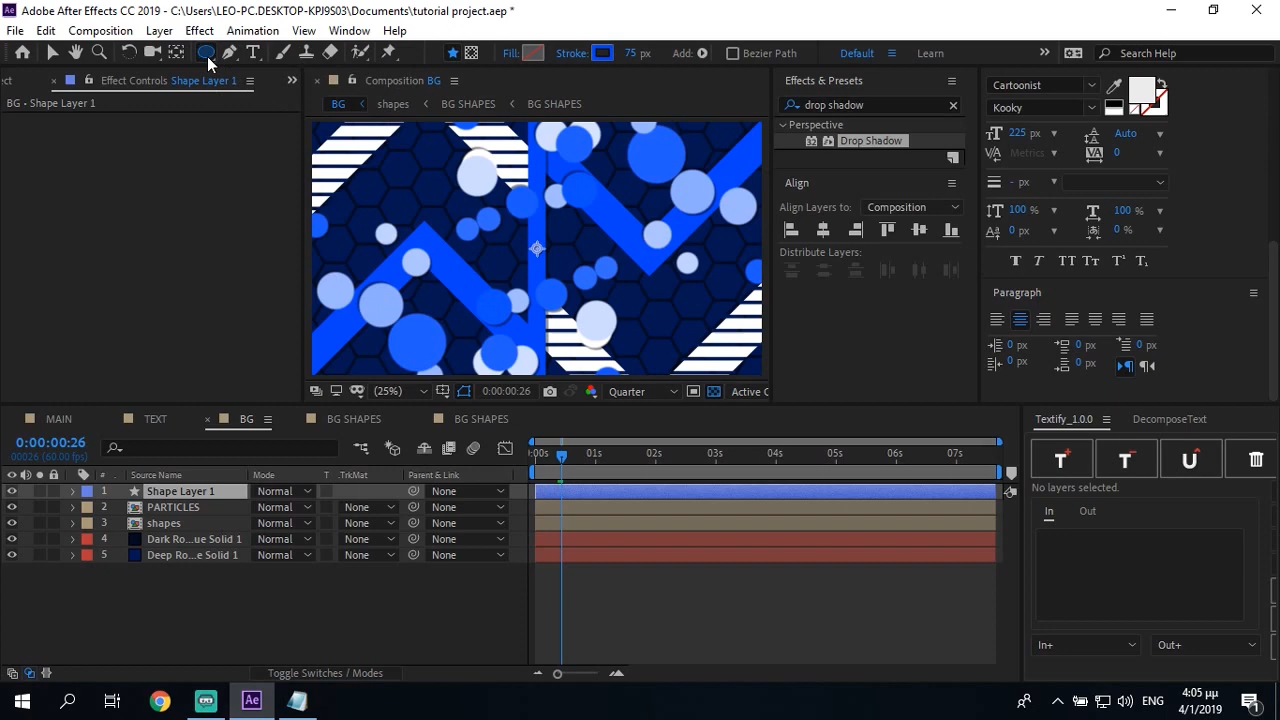 Adobe After Effects CC 2019 - C:\Users\LEO-PC.DESKTOP-KPJ9S03\Documents\tutorial project.aep *
File Edit Composition Layer Effect Animation View Window Help
Fill: Stroke: 75 px Add: Bezier Path Default Learn Search Help
ect Effect Controls Shape Layer 1 Composition BG Effects & Presets Cartoonist
BG - Shape Layer 1 BG shapes BG SHAPES BG SHAPES drop shadow Kooky
Perspective 225 px Auto
Drop Shadow Metrics 0
Align - px
Align Layers to: Composition 100 % 100 %
0 px 0 %
Distribute Layers: T T TT Tт T¹ T₁
Paragraph
0 px 0 px 0 px
0 px 0 px
(25%) 0:00:00:26 Quarter Active C
MAIN TEXT BG BG SHAPES BG SHAPES Textify_1.0.0 DecomposeText
0:00:00:26
00026 (60.00 fps) :00s 01s 02s 03s 04s 05s 06s 07s
# Source Name Mode T .TrkMat Parent & Link No layers selected.
1 Shape Layer 1 Normal None
2 PARTICLES Normal None None In Out
3 shapes Normal None None
4 Dark Ro...ue Solid 1 Normal None None
5 Deep Ro...e Solid 1 Normal None None
In+ Out+
Toggle Switches / Modes
Ae ENG 4:05 μμ
4/1/2019 1